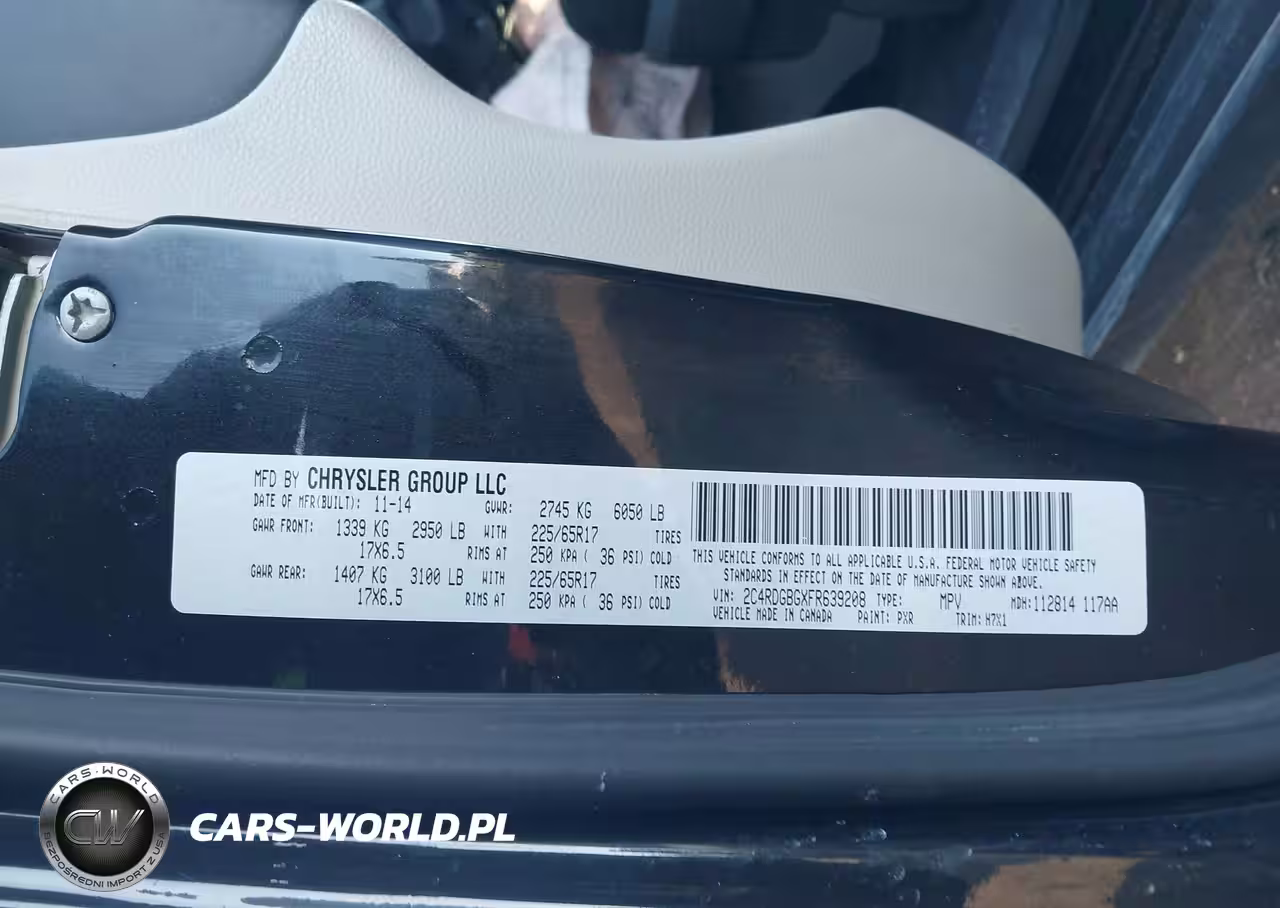 MFD BY CHRYSLER GROUP LLC
DATE OF MFR(BUILT): 11-14 GVWR: 2745 KG 6050 LB
GAWR FRONT: 1339 KG 2950 LB WITH 225/65R17 TIRES
17X6.5 RIMS AT 250 KPA ( 36 PSI) COLD
GAWR REAR: 1407 KG 3100 LB WITH 225/65R17 TIRES
17X6.5 RIMS AT 250 KPA ( 36 PSI) COLD
THIS VEHICLE CONFORMS TO ALL APPLICABLE U.S.A. FEDERAL MOTOR VEHICLE SAFETY
STANDARDS IN EFFECT ON THE DATE OF MANUFACTURE SHOWN ABOVE.
VIN: 2C4RDGBGXFR639208 TYPE: MPV MDH:112814 117AA
VEHICLE MADE IN CANADA PAINT: PXR TRIM: H7X1
CARS-WORLD
CW
BEZPOŚREDNI IMPORT Z USA
CARS-WORLD.PL